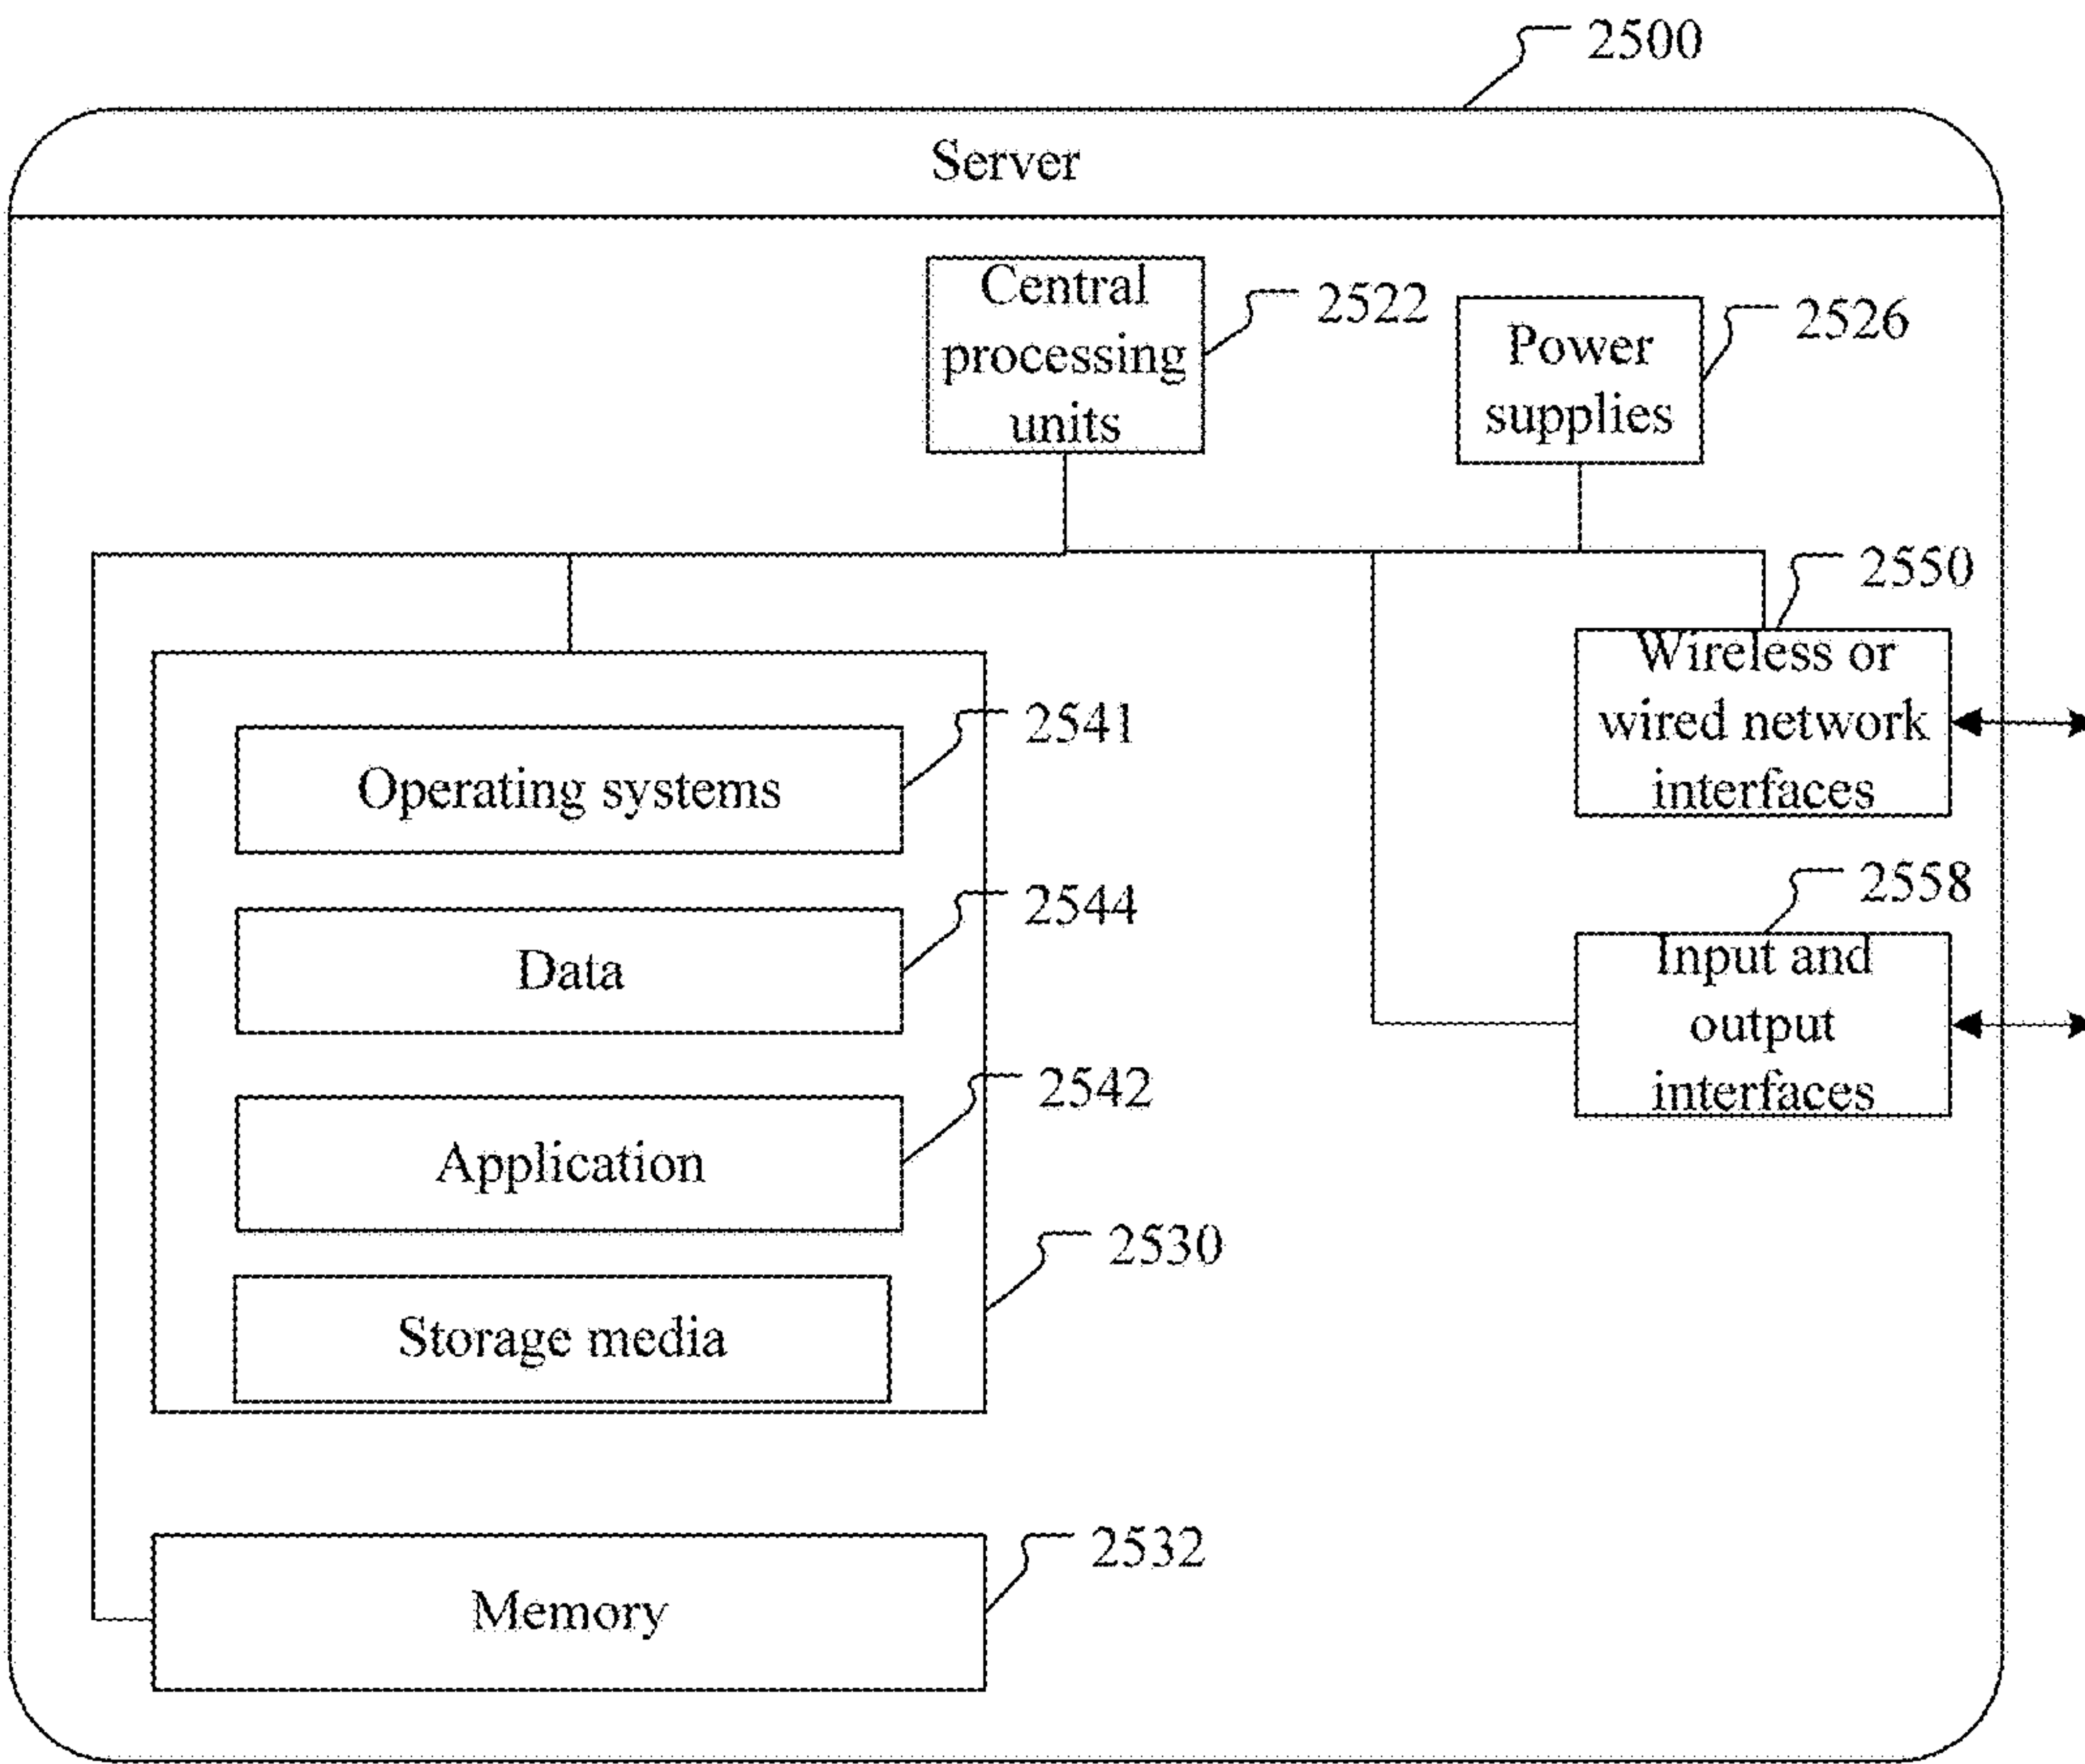 2500
Server
Central
processing
units
2522
Power
supplies
2526
2550
Wireless or
wired network
interfaces
2541
Operating systems
2558
Input and
output
interfaces
2544
Data
2542
Application
2530
Storage media
2532
Memory